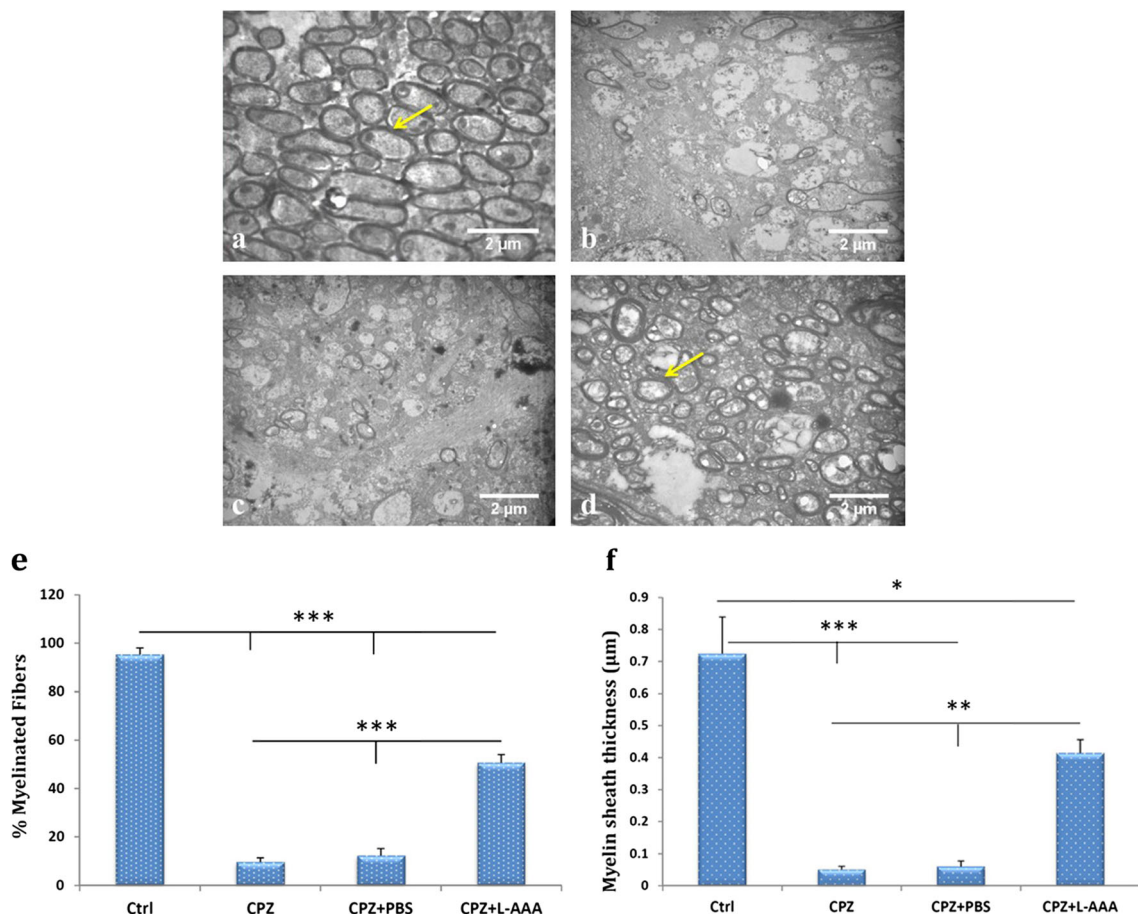 a
2 µm
b
2 µm
c
2 µm
d
2 µm
e
% Myelinated Fibers
120
100
80
60
40
20
0
***
***
Ctrl CPZ CPZ+PBS CPZ+L-AAA
f
Myelin sheath thickness (µm)
0.9
0.8
0.7
0.6
0.5
0.4
0.3
0.2
0.1
0
*
***
**
Ctrl CPZ CPZ+PBS CPZ+L-AAA